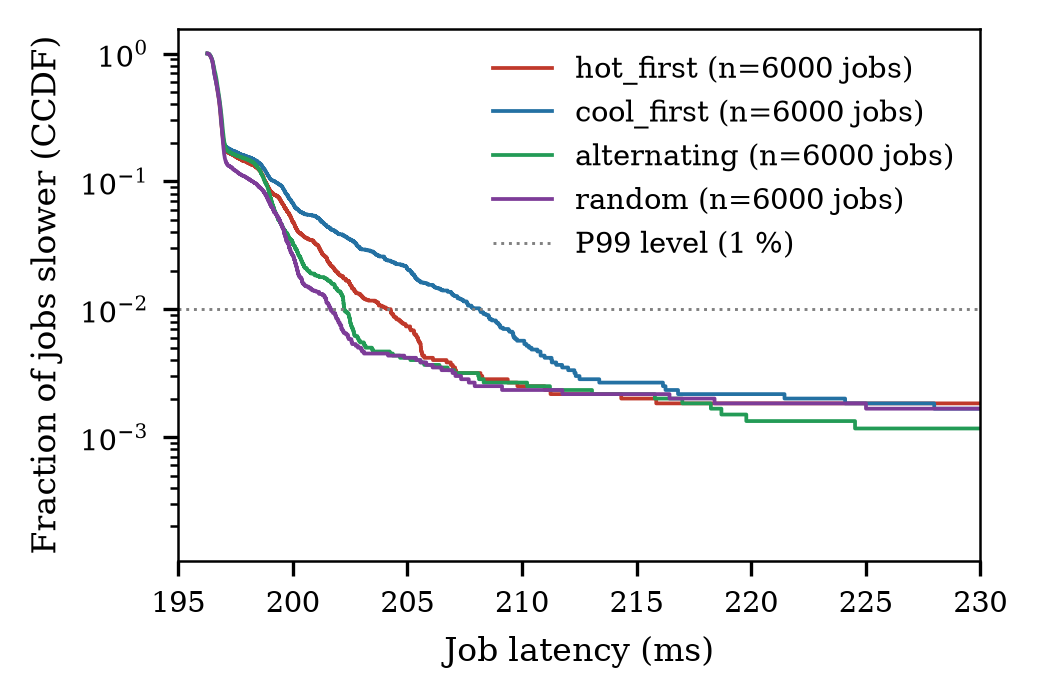 Fraction of jobs slower (CCDF)
10⁰
10⁻¹
10⁻²
10⁻³
hot_first (n=6000 jobs)
cool_first (n=6000 jobs)
alternating (n=6000 jobs)
random (n=6000 jobs)
P99 level (1 %)
195 200 205 210 215 220 225 230
Job latency (ms)